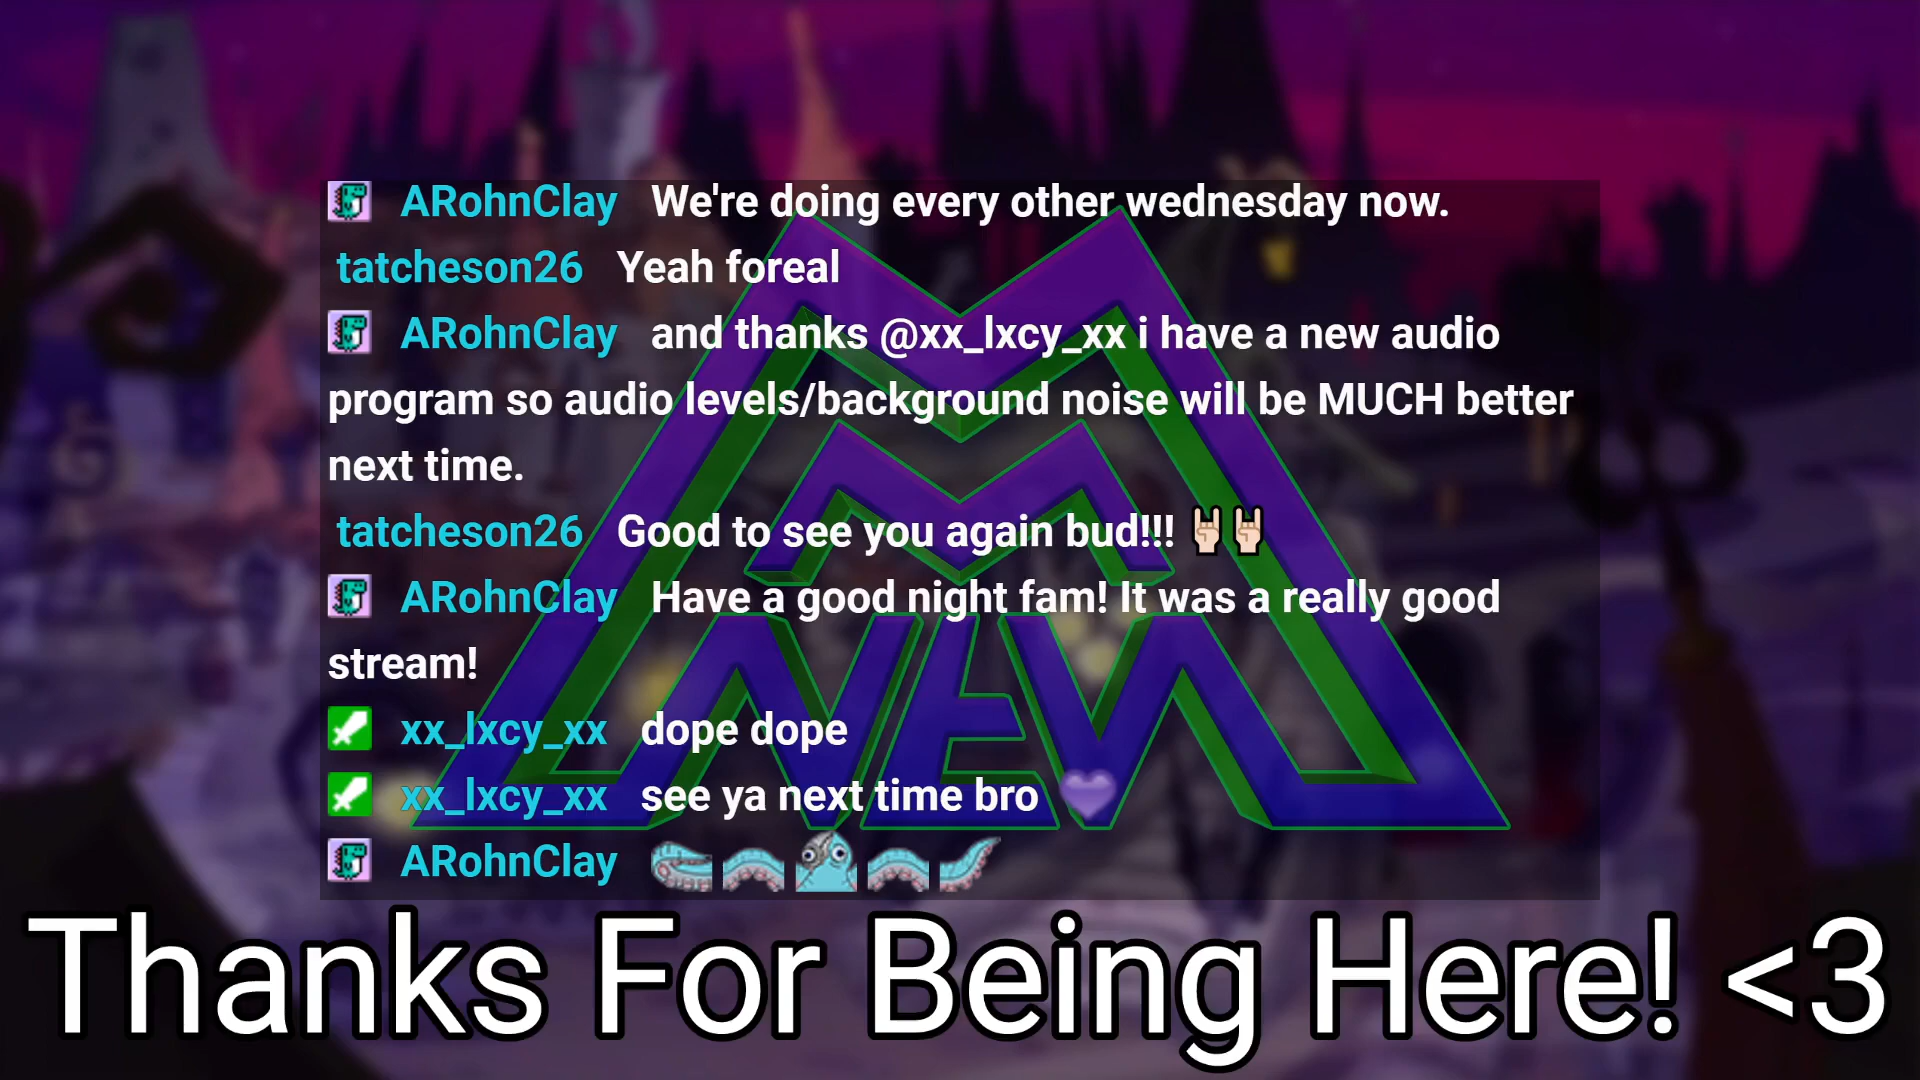 ARohnClay We're doing every other wednesday now.
tatcheson26 Yeah foreal
ARohnClay and thanks @xx_lxcy_xx i have a new audio
program so audio levels/background noise will be MUCH better
next time.
tatcheson26 Good to see you again bud!!! 🤘🏻🤘🏻
ARohnClay Have a good night fam! It was a really good
stream!
xx_lxcy_xx dope dope
xx_lxcy_xx see ya next time bro 💜
ARohnClay
Thanks For Being Here! <3